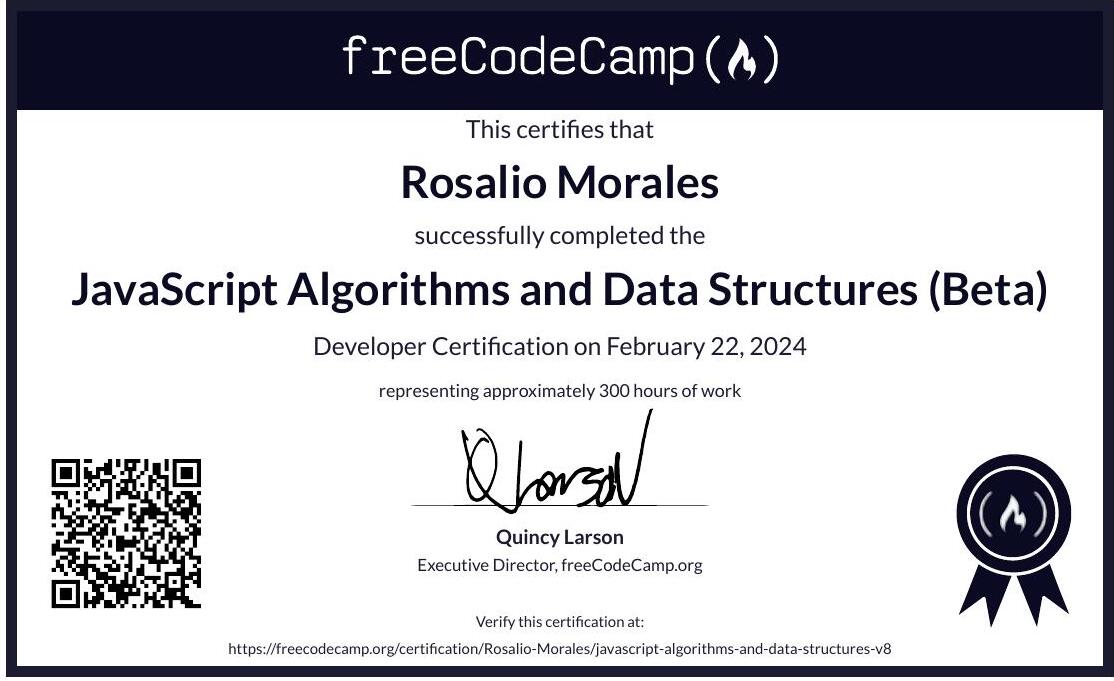 freeCodeCamp
This certifies that
Rosalio Morales
successfully completed the
JavaScript Algorithms and Data Structures (Beta)
Developer Certification on February 22, 2024
representing approximately 300 hours of work
Q Larson
Quincy Larson
Executive Director, freeCodeCamp.org
Verify this certification at:
https://freecodecamp.org/certification/Rosalio-Morales/javascript-algorithms-and-data-structures-v8